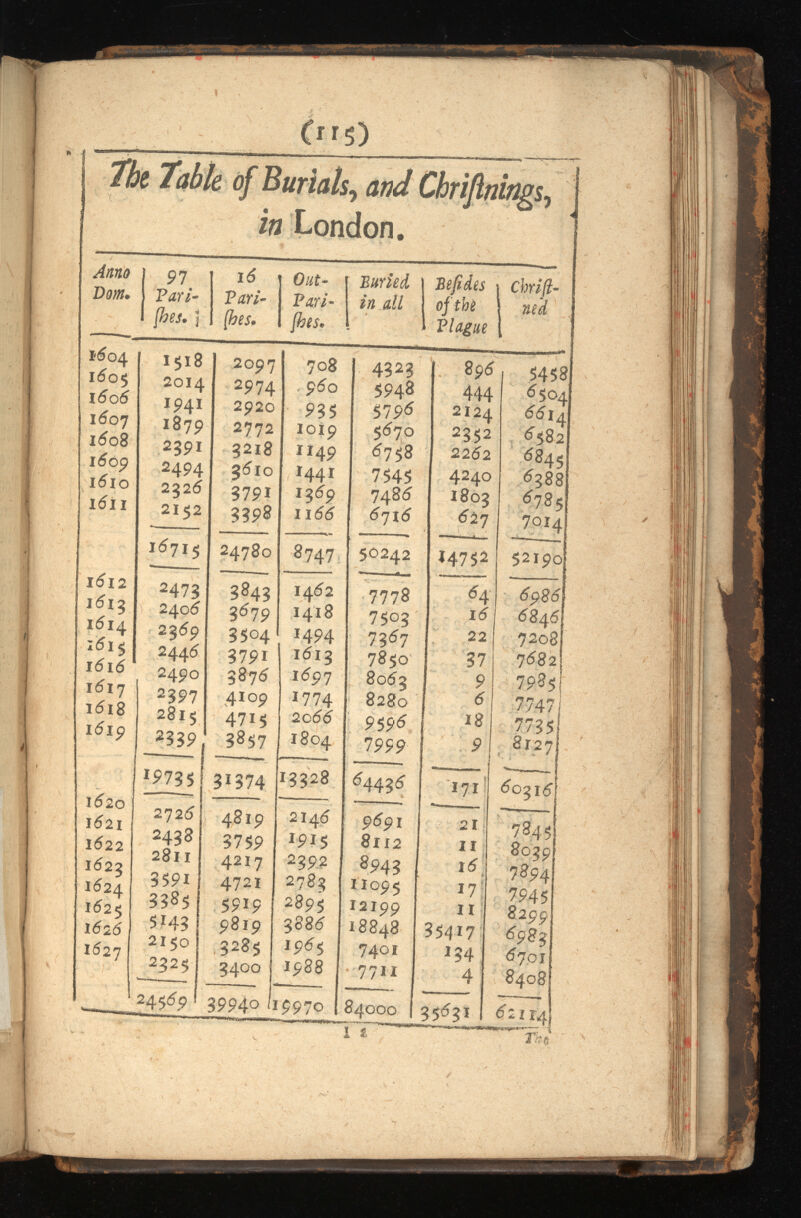 (115)
The Table of Burials, and Chriſtnings,
in London.
Anno Dom. | 97 Pariſhes. | 16 Pariſhes. | Out-Pariſhes. | Buried in all | Beſides of the Plague | Chriſtned
1604 1518 2097 708 4323 896 5458
1605 2014 2974 960 5948 444 6504
1606 1941 2920 935 5796 2124 6614
1607 1879 2772 1019 5670 2352 6582
1608 2391 3218 1149 6758 2262 6845
1609 2494 3610 1441 7545 4240 6388
1610 2326 3791 1369 7486 1803 6785
1611 2152 3398 1166 6716 627 7014
16715 24780 8747 50242 14752 52190
1612 2473 3843 1462 7778 64 6986
1613 2406 3679 1418 7503 16 6846
1614 2369 3504 1494 7367 22 7208
1615 2446 3791 1613 7850 37 7682
1616 2490 3876 1697 8063 9 7985
1617 2397 4109 1774 8280 6 7747
1618 2815 4715 2066 9596 18 7735
1619 2339 3857 1804 7999 9 8127
19735 31374 13328 64436 171 60316
1620 2726 4819 2146 9691 21 7845
1621 2438 3759 1915 8112 11 8039
1622 2811 4217 2392 8943 16 7894
1623 3591 4721 2783 11095 17 7945
1624 3385 5919 2895 12199 11 8299
1625 5143 9819 3886 18848 35417 6983
1626 2150 3285 1965 7401 134 6701
1627 2325 3400 1988 7711 4 8408
24569 39940 19970 84000 35631 62114
I 2 The